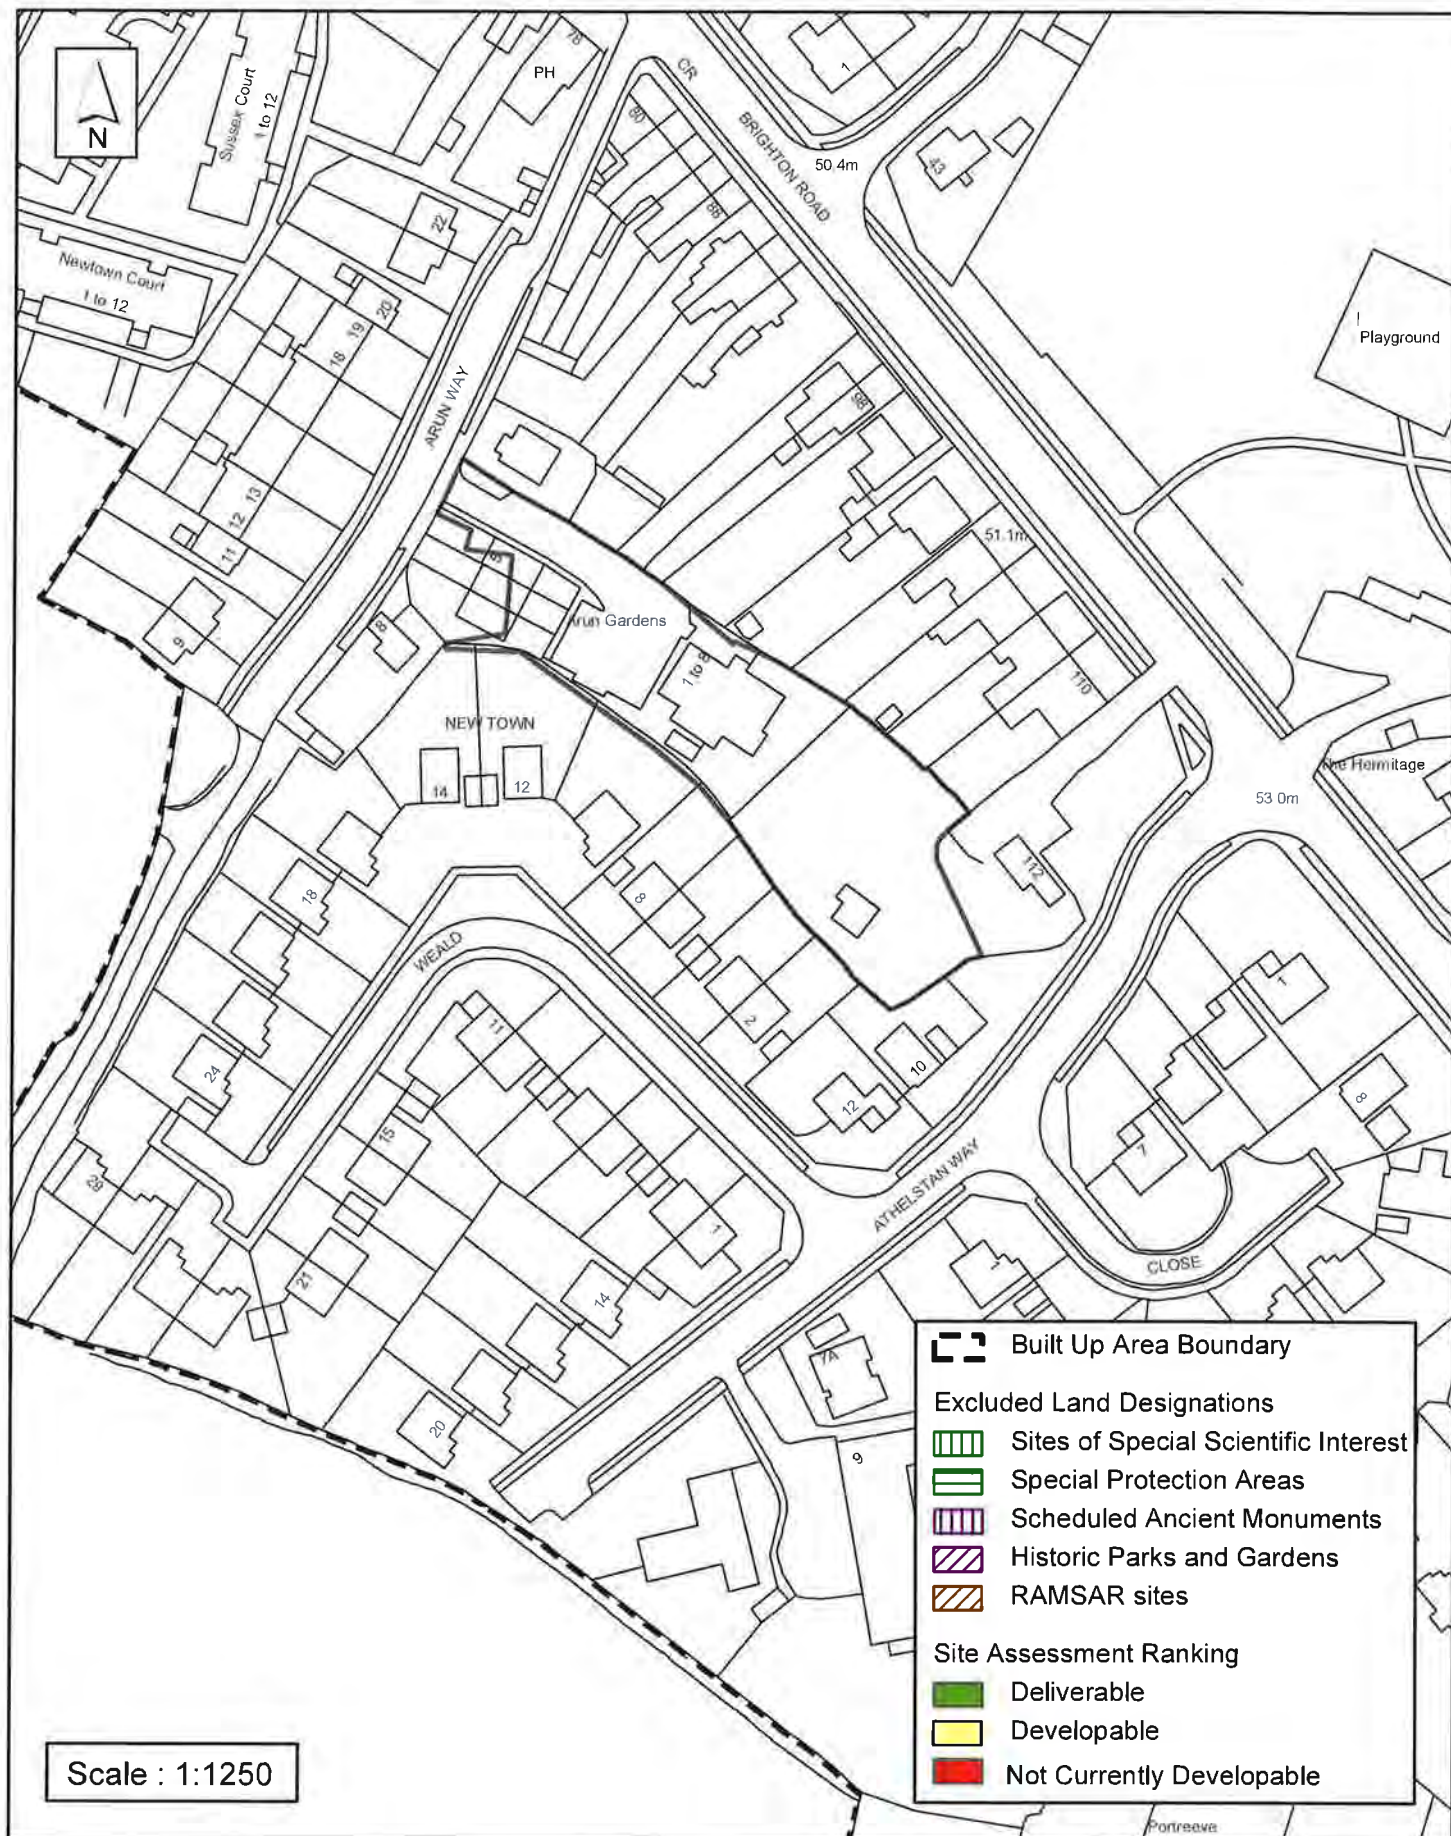 78
PH
CR
1
Sussex Court
1 to 12
N
80
BRIGHTON ROAD
50.4m
43
88
22
Newtown Court
1 to 12
20
19
18
Playground
ARUN WAY
98
13
12
11
51.1m
5
9
8
Arun Gardens
1 to 8
110
NEW TOWN
14
12
The Hermitage
53.0m
112
18
8
WEALD
2
11
1
24
10
12
8
15
7
29
ATHELSTAN WAY
1
21
CLOSE
14
1
7A
20
9
Built Up Area Boundary
Excluded Land Designations
Sites of Special Scientific Interest
Special Protection Areas
Scheduled Ancient Monuments
Historic Parks and Gardens
RAMSAR sites
Site Assessment Ranking
Deliverable
Developable
Not Currently Developable
Scale : 1:1250
Portreeve